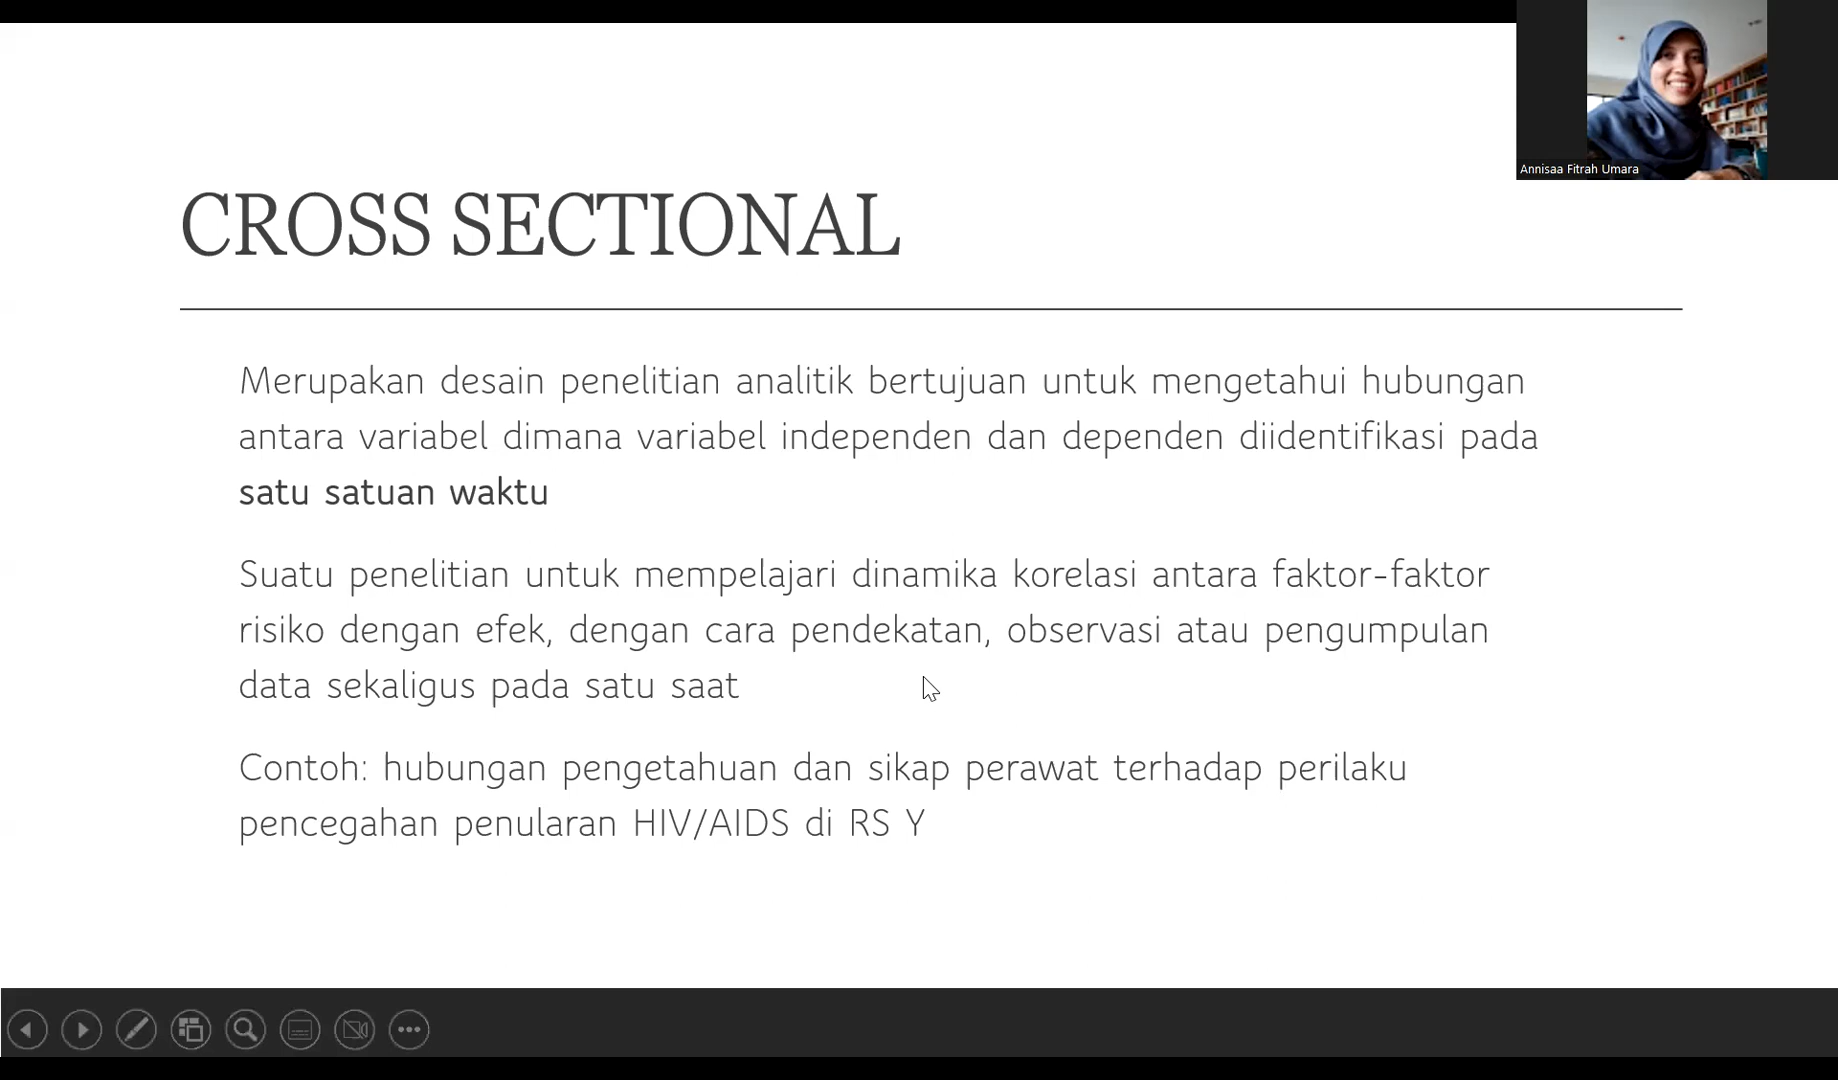 Annisaa Fitrah Umara
CROSS SECTIONAL
Merupakan desain penelitian analitik bertujuan untuk mengetahui hubungan
antara variabel dimana variabel independen dan dependen diidentifikasi pada
satu satuan waktu
Suatu penelitian untuk mempelajari dinamika korelasi antara faktor-faktor
risiko dengan efek, dengan cara pendekatan, observasi atau pengumpulan
data sekaligus pada satu saat
Contoh: hubungan pengetahuan dan sikap perawat terhadap perilaku
pencegahan penularan HIV/AIDS di RS Y